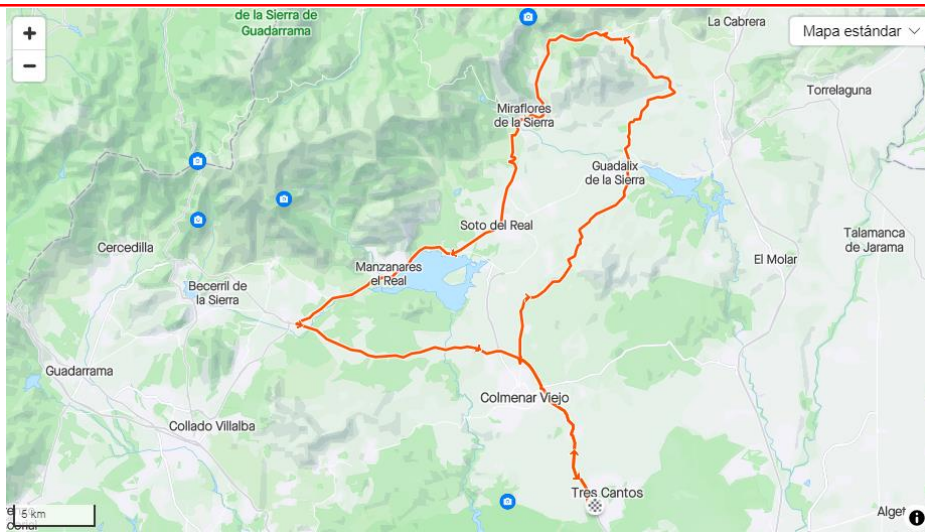 de la Sierra de
Guadarrama
La Cabrera
Mapa estándar
+
−
Torrelaguna
Miraflores
de la Sierra
Guadalix
de la Sierra
Soto del Real
Talamanca
de Jarama
Cercedilla
El Molar
Manzanares
el Real
Becerril de
la Sierra
Guadarrama
Colmenar Viejo
Collado Villalba
Tres Cantos
5 km
Alget